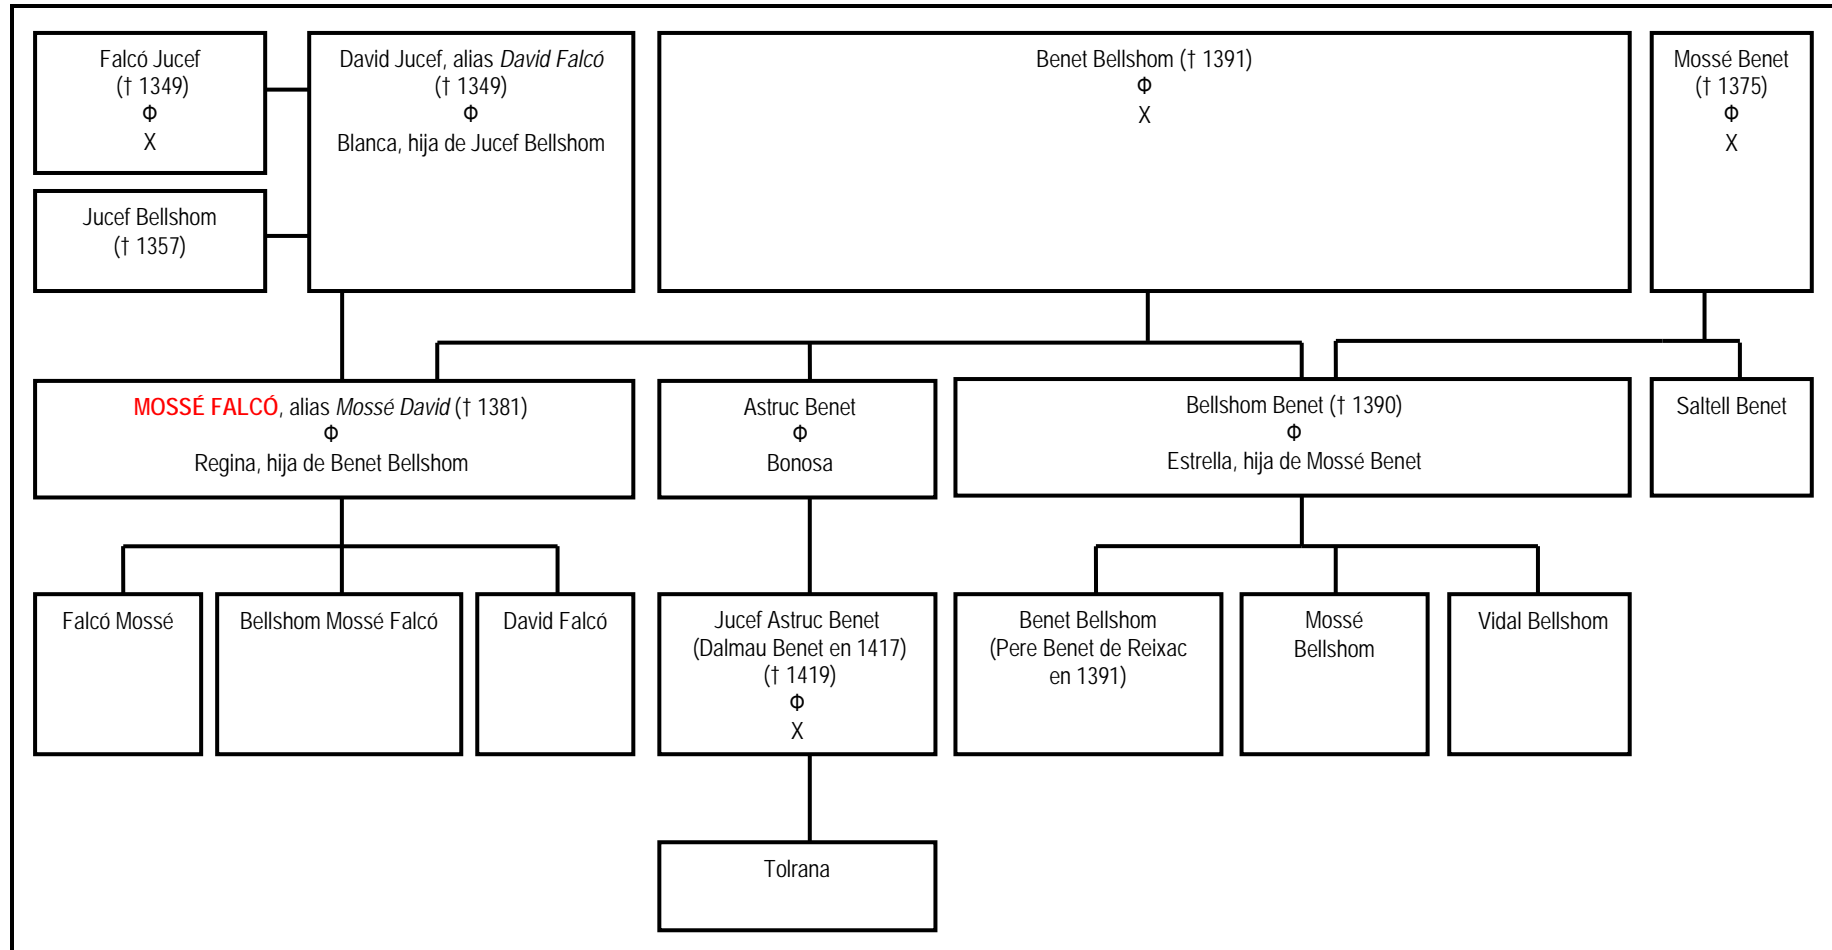 Falcó Jucef
(† 1349)
Φ
X
David Jucef, alias David Falcó
(† 1349)
Φ
Blanca, hija de Jucef Bellshom
Benet Bellshom († 1391)
Φ
X
Mossé Benet
(† 1375)
Φ
X
Jucef Bellshom
(† 1357)
MOSSÉ FALCÓ, alias Mossé David († 1381)
Φ
Regina, hija de Benet Bellshom
Astruc Benet
Φ
Bonosa
Bellshom Benet († 1390)
Φ
Estrella, hija de Mossé Benet
Saltell Benet
Falcó Mossé
Bellshom Mossé Falcó
David Falcó
Jucef Astruc Benet
(Dalmau Benet en 1417)
(† 1419)
Φ
X
Benet Bellshom
(Pere Benet de Reixac
en 1391)
Mossé
Bellshom
Vidal Bellshom
Tolrana